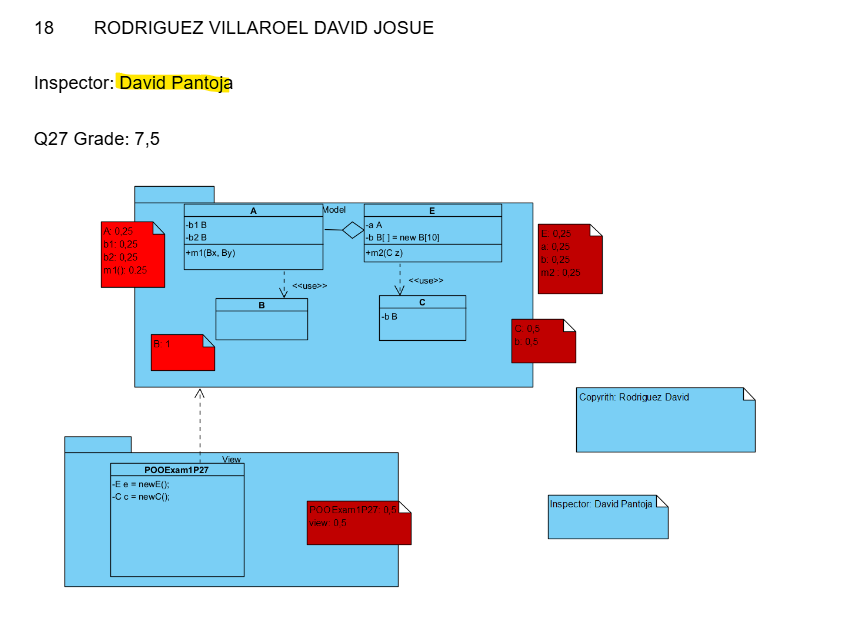 18 RODRIGUEZ VILLAROEL DAVID JOSUE
Inspector: David Pantoja
Q27 Grade: 7,5
Model
A
-b1 B
-b2 B
+m1(Bx, By)
E
-a A
-b B[ ] = new B[10]
+m2(C z)
A: 0,25
b1: 0,25
b2: 0,25
m1(): 0,25
E: 0,25
a: 0,25
b: 0,25
m2 : 0,25
<<use>>
<<use>>
B
C
-b B
B: 1
C: 0,5
b: 0,5
Copyrith: Rodriguez David
View
POOExam1P27
-E e = newE();
-C c = newC();
POOExam1P27: 0,5
view: 0,5
Inspector: David Pantoja